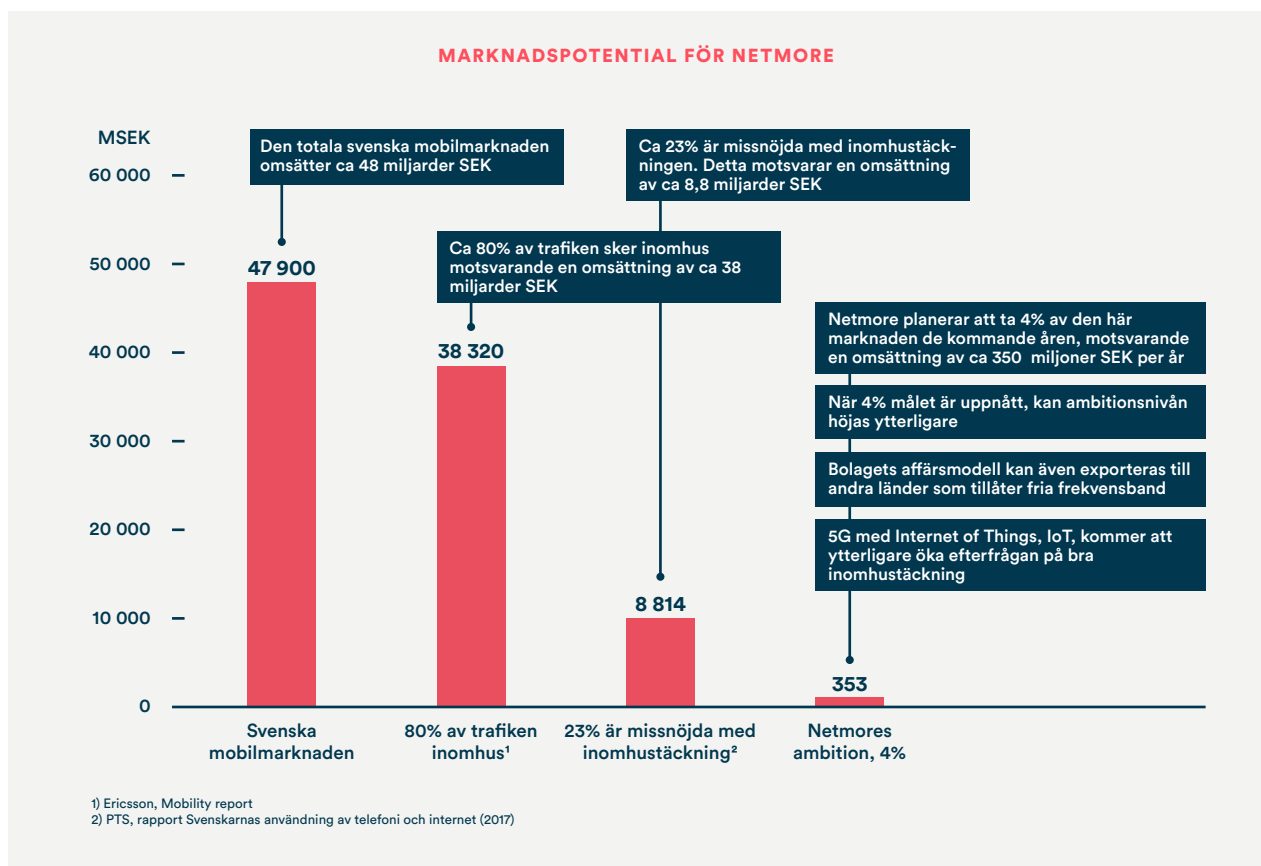 MARKNADSPOTENTIAL FÖR NETMORE
MSEK
60 000
50 000
40 000
30 000
20 000
10 000
0
Den totala svenska mobilmarknaden
omsätter ca 48 miljarder SEK
47 900
Ca 80% av trafiken sker inomhus
motsvarande en omsättning av ca 38
miljarder SEK
38 320
Ca 23% är missnöjda med inomhustäck-
ningen. Detta motsvarar en omsättning
av ca 8,8 miljarder SEK
8 814
Netmore planerar att ta 4% av den här
marknaden de kommande åren, motsvarande
en omsättning av ca 350 miljoner SEK per år
När 4% målet är uppnått, kan ambitionsnivån
höjas ytterligare
Bolagets affärsmodell kan även exporteras till
andra länder som tillåter fria frekvensband
5G med Internet of Things, IoT, kommer att
ytterligare öka efterfrågan på bra
inomhustäckning
353
Svenska
mobilmarknaden
80% av trafiken
inomhus¹
23% är missnöjda med
inomhustäckning²
Netmores
ambition, 4%
1) Ericsson, Mobility report
2) PTS, rapport Svenskarnas användning av telefoni och internet (2017)